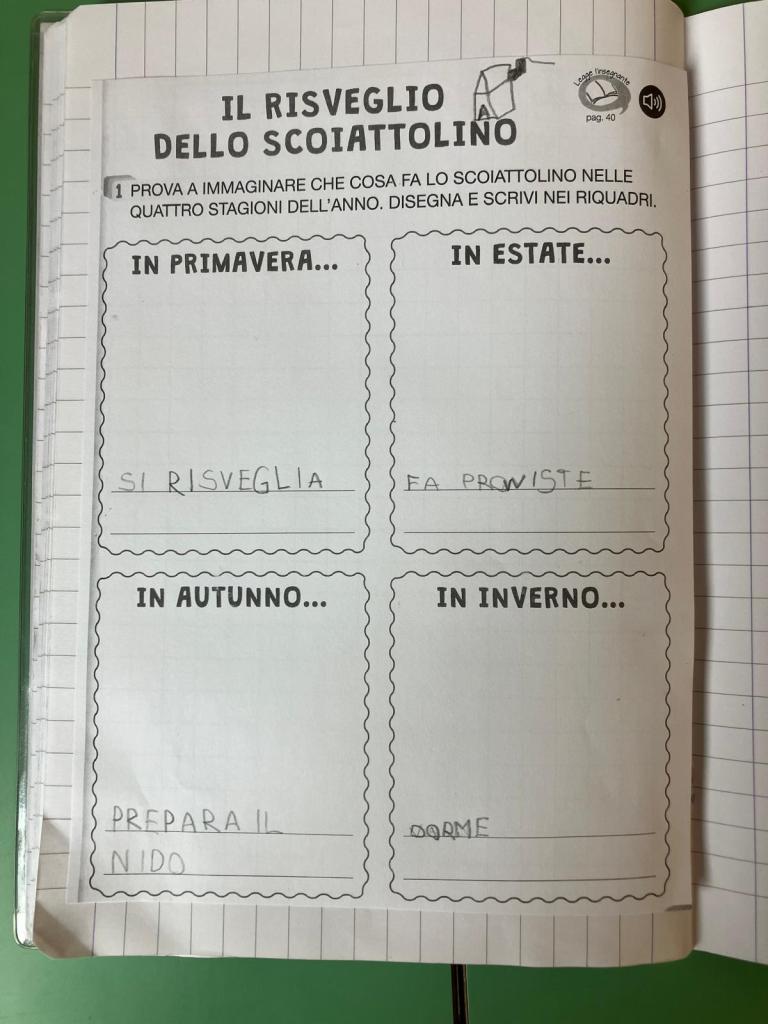 IL RISVEGLIO
DELLO SCOIATTOLINO
A
Legge l'insegnante
pag. 40
1 PROVA A IMMAGINARE CHE COSA FA LO SCOIATTOLINO NELLE
QUATTRO STAGIONI DELL'ANNO. DISEGNA E SCRIVI NEI RIQUADRI.
IN PRIMAVERA...
SI RISVEGLIA
IN ESTATE...
FA PROVVISTE
IN AUTUNNO...
PREPARA IL
NIDO
IN INVERNO...
DORME